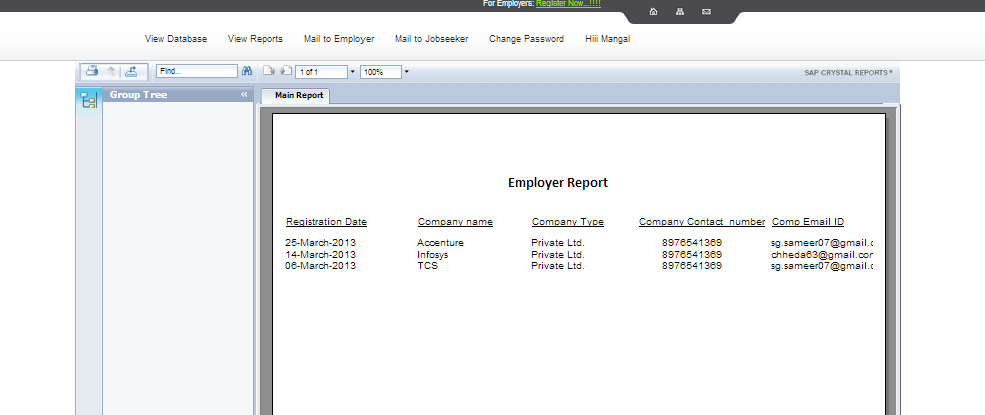 For Employers: Register Now...!!!!
View Database View Reports Mail to Employer Mail to Jobseeker Change Password Hiii Mangal
Find... 1 of 1 100% SAP CRYSTAL REPORTS®
Group Tree « Main Report
Employer Report
Registration Date Company name Company Type Company Contact number Comp Email ID
25-March-2013 Accenture Private Ltd. 8976541369 sg.sameer07@gmail.c
14-March-2013 Infosys Private Ltd. 8976541369 chheda63@gmail.con
06-March-2013 TCS Private Ltd. 8976541369 sg.sameer07@gmail.c